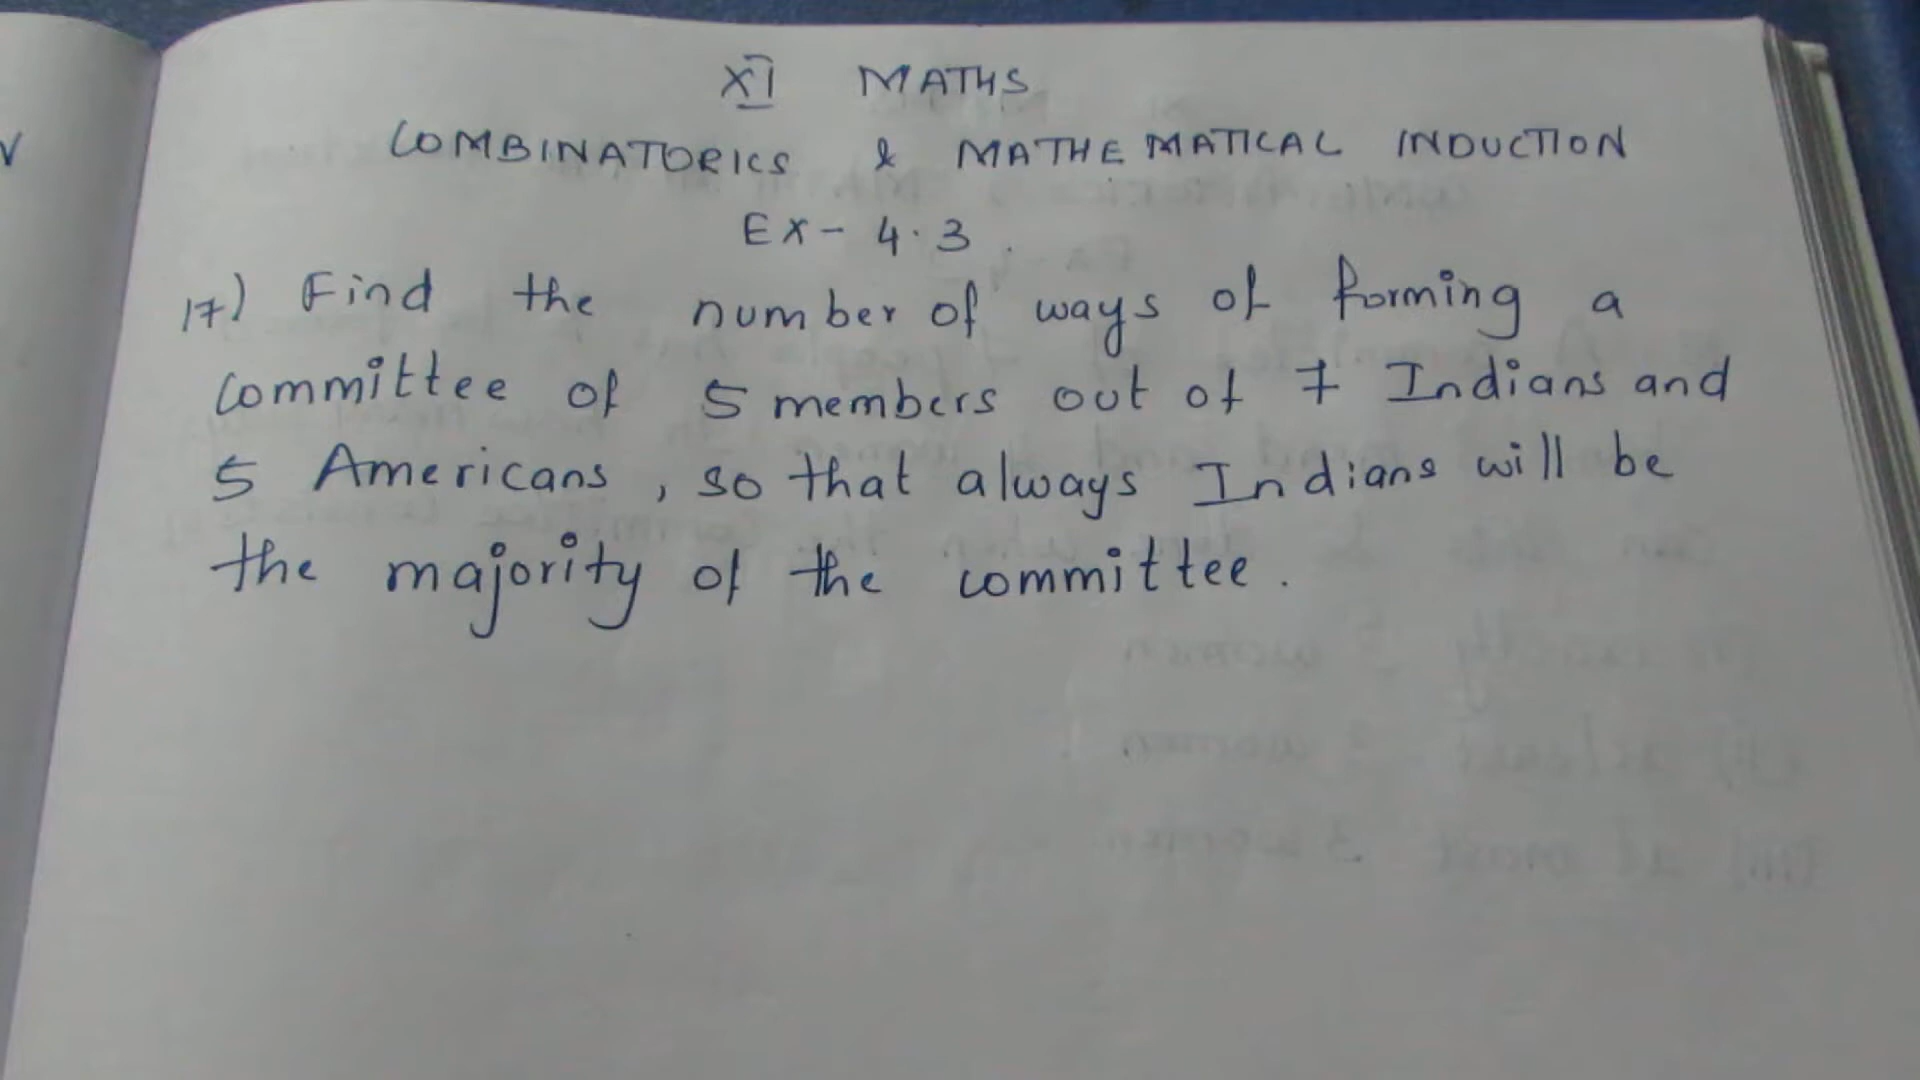 XI MATHS
COMBINATORICS & MATHEMATICAL INDUCTION
EX - 4.3.
17) Find the number of ways of forming a
committee of 5 members out of 7 Indians and
5 Americans, so that always Indians will be
the majority of the committee.